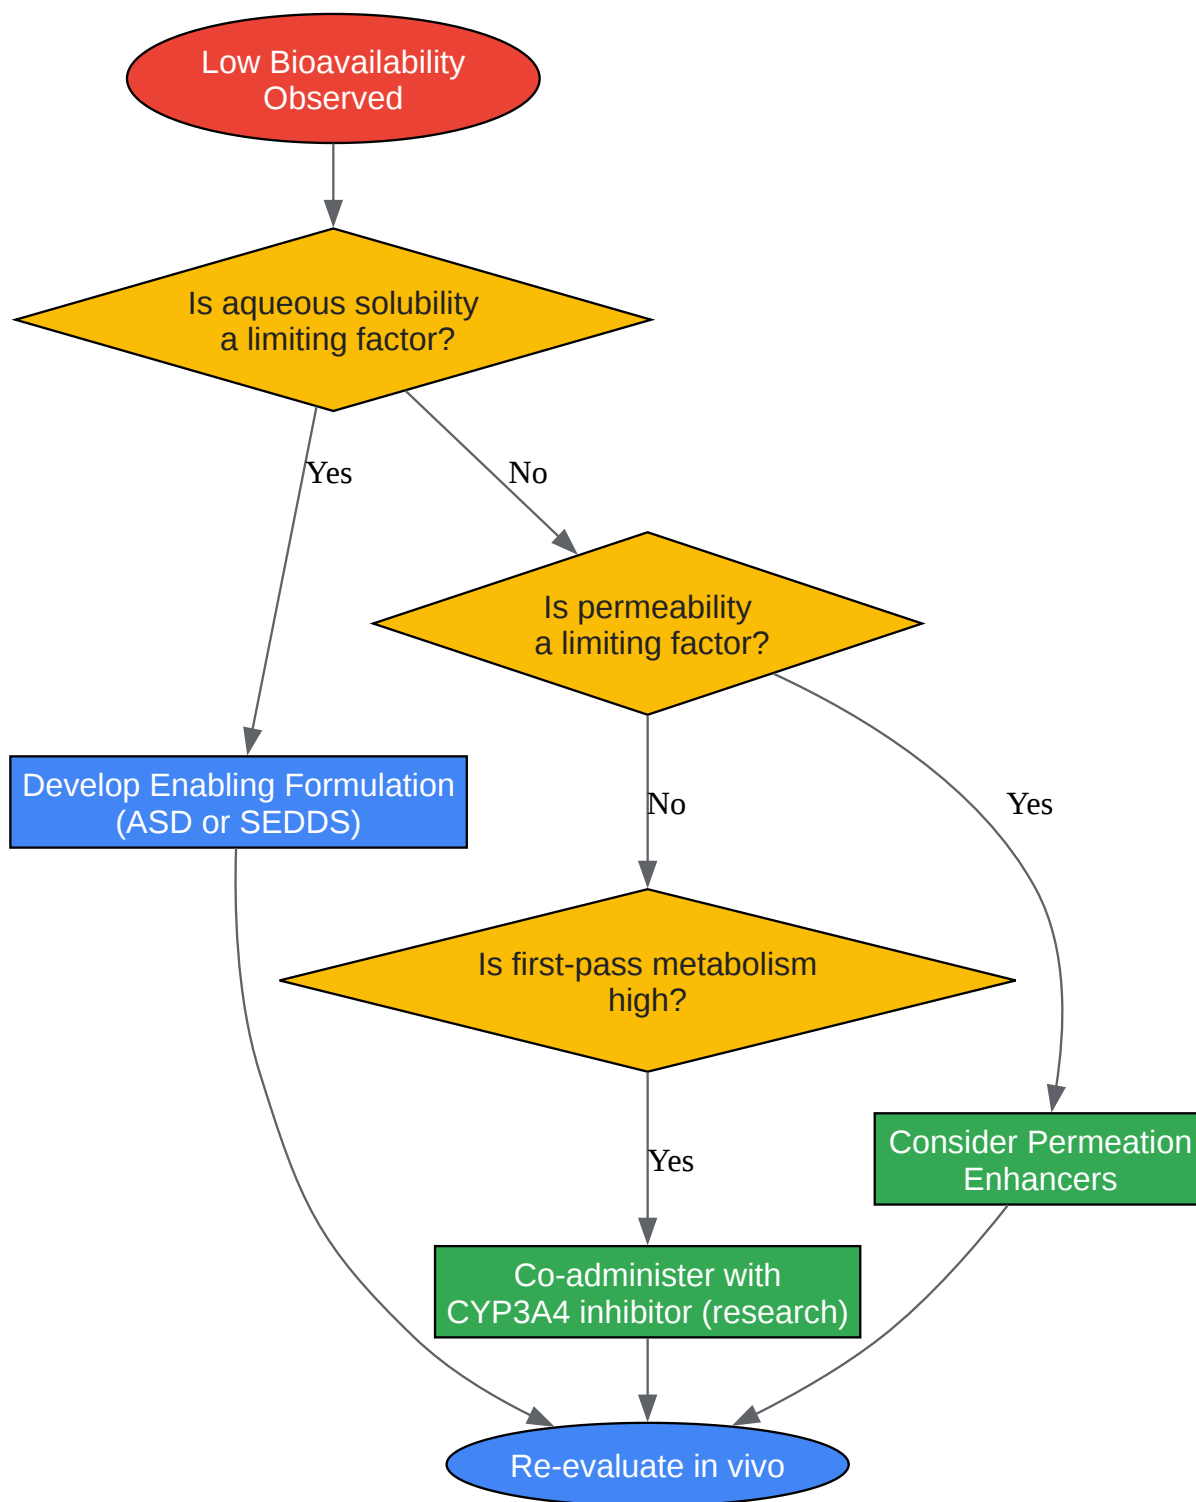 Low Bioavailability
Observed
Is aqueous solubility
a limiting factor?
Yes
No
Is permeability
a limiting factor?
Develop Enabling Formulation
(ASD or SEDDS)
No
Yes
Is first-pass metabolism
high?
Consider Permeation
Enhancers
Yes
Co-administer with
CYP3A4 inhibitor (research)
Re-evaluate in vivo